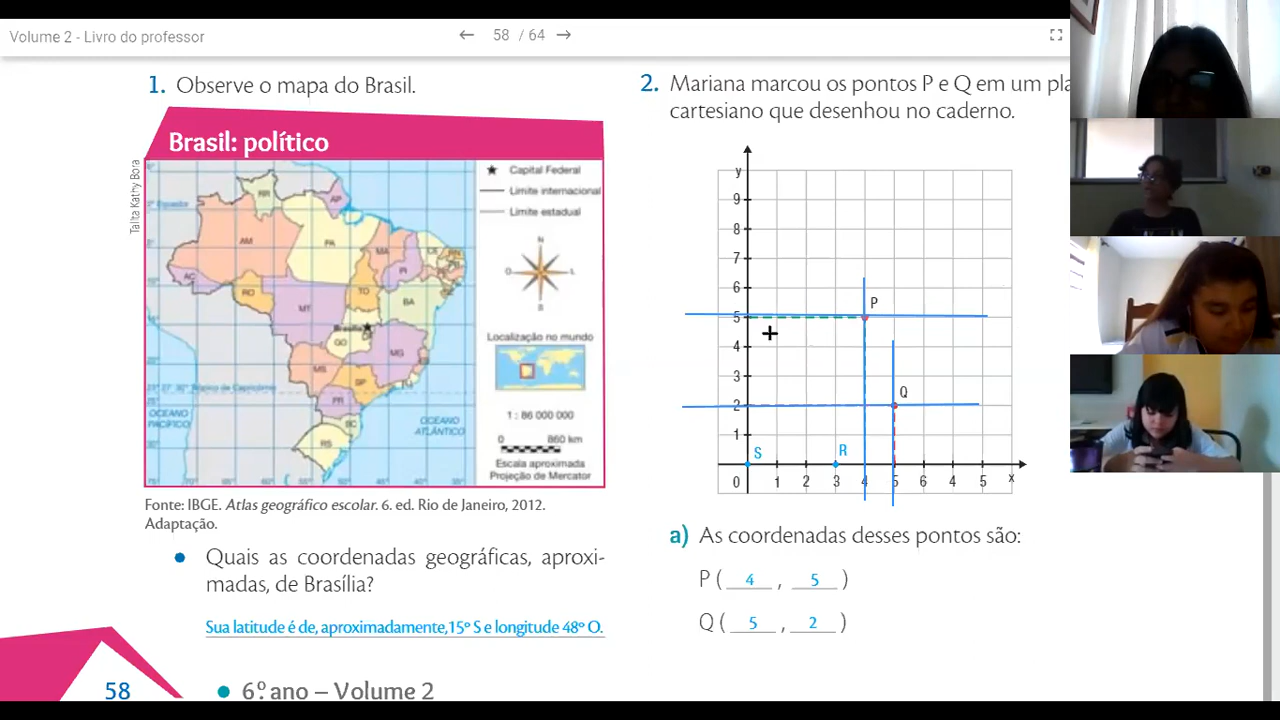 Volume 2 - Livro do professor
58 / 64
1. Observe o mapa do Brasil.
Brasil: político
Talita Kathy Bora
Capital Federal
Limite internacional
Limite estadual
N
O
L
S
Localização no mundo
1 : 86 000 000
0 860 km
Escala aproximada
Projeção de Mercator
Equador
RR
AP
AM
PA
MA
CE
RN
PI
AC
RO
TO
MT
BA
Brasília
GO
MG
MS
SP
PR
SC
RS
Trópico de Capricórnio
OCEANO
PACÍFICO
OCEANO
ATLÂNTICO
Fonte: IBGE. Atlas geográfico escolar. 6. ed. Rio de Janeiro, 2012.
Adaptação.
Quais as coordenadas geográficas, aproxi-
madas, de Brasília?
Sua latitude é de, aproximadamente,15º S e longitude 48º O.
58
6.º ano – Volume 2
2. Mariana marcou os pontos P e Q em um pla
cartesiano que desenhou no caderno.
y
9
8
7
6
5
4
3
2
1
P
Q
S
R
0 1 2 3 4 5 4 5 x
a) As coordenadas desses pontos são:
P ( 4 , 5 )
Q ( 5 , 2 )